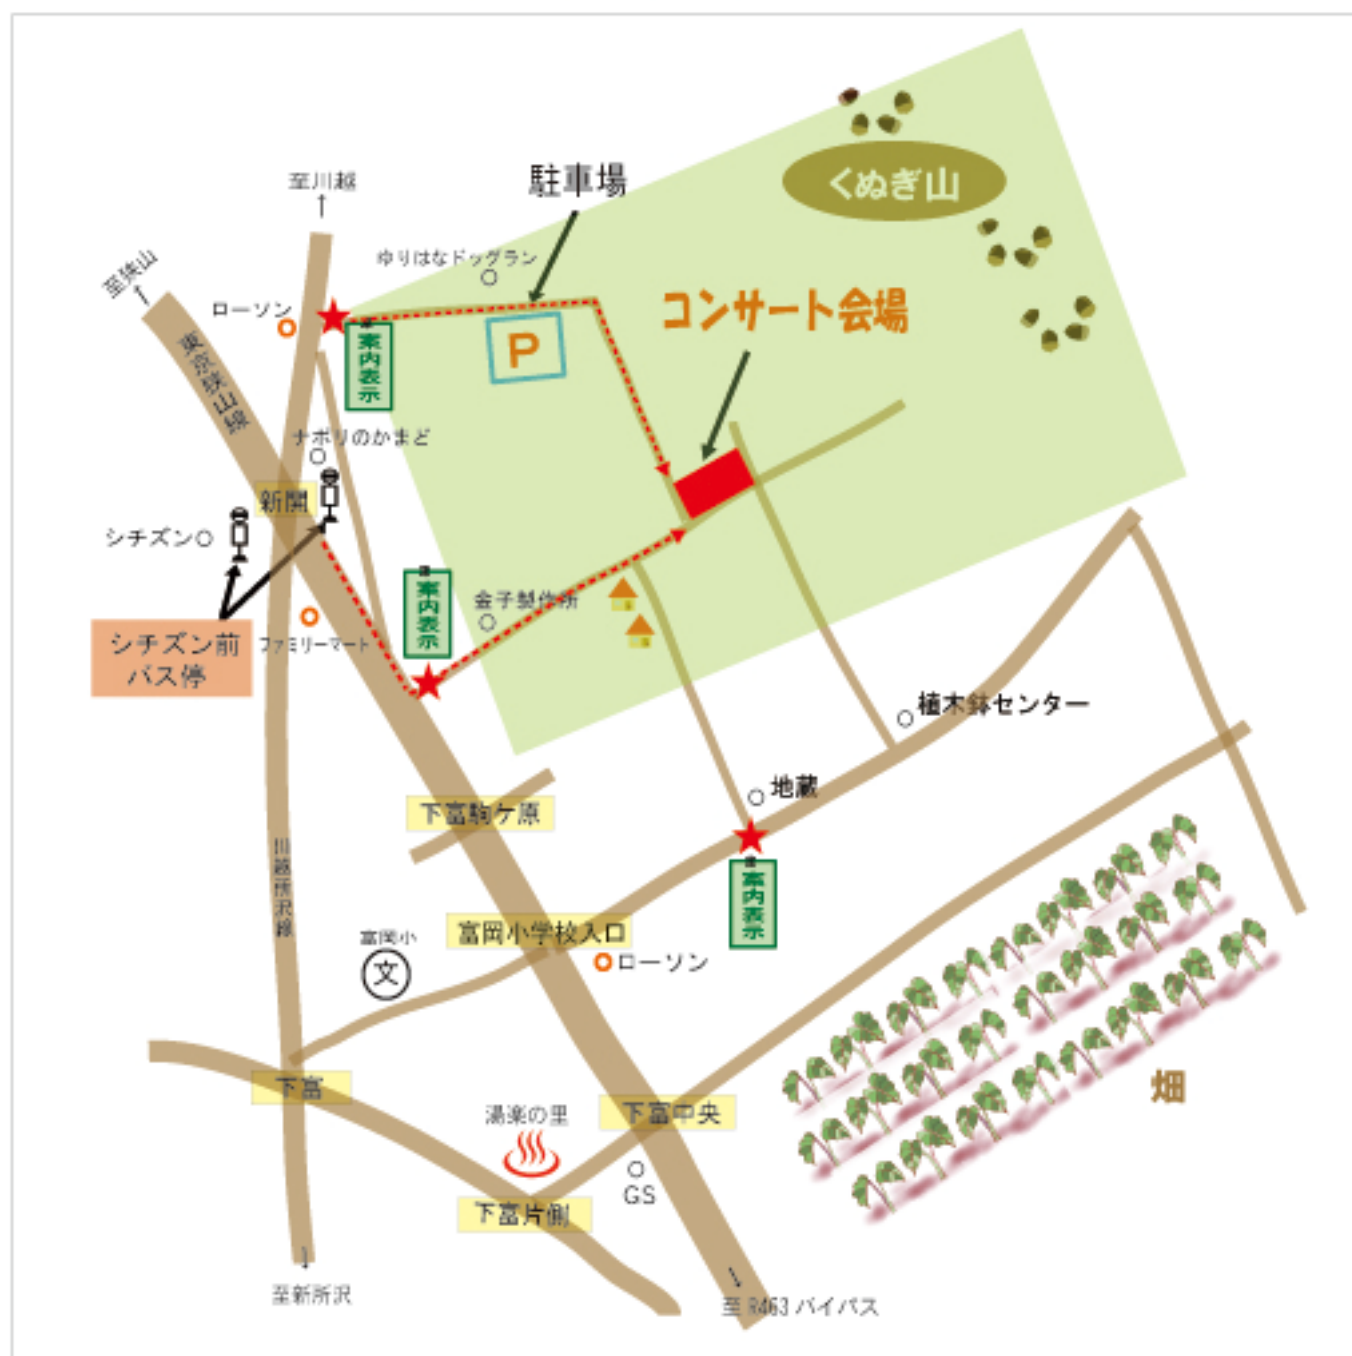 至川越
↑
駐車場
くぬぎ山
至狭山
↑
ゆりはなドッグラン
ローソン
コンサート会場
案内表示
P
東京狭山線
ナポリのかまど
新開
シチズン
案内表示
金子製作所
シチズン前
バス停
ファミリーマート
植木鉢センター
地蔵
下富駒ケ原
案内表示
川越所沢線
富岡小学校入口
富岡小
文
ローソン
下富
畑
湯楽の里
下富中央
GS
下富片側
↓
至新所沢
↓
至 R463 バイパス